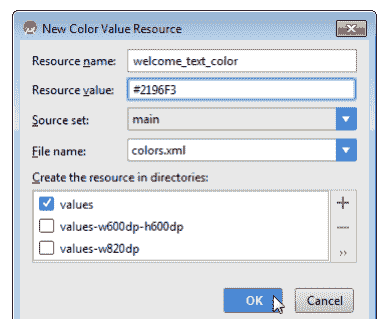 New Color Value Resource
Resource name: welcome_text_color
Resource value: #2196F3
Source set: main
File name: colors.xml
Create the resource in directories:
values
values-w600dp-h600dp
values-w820dp
OK Cancel